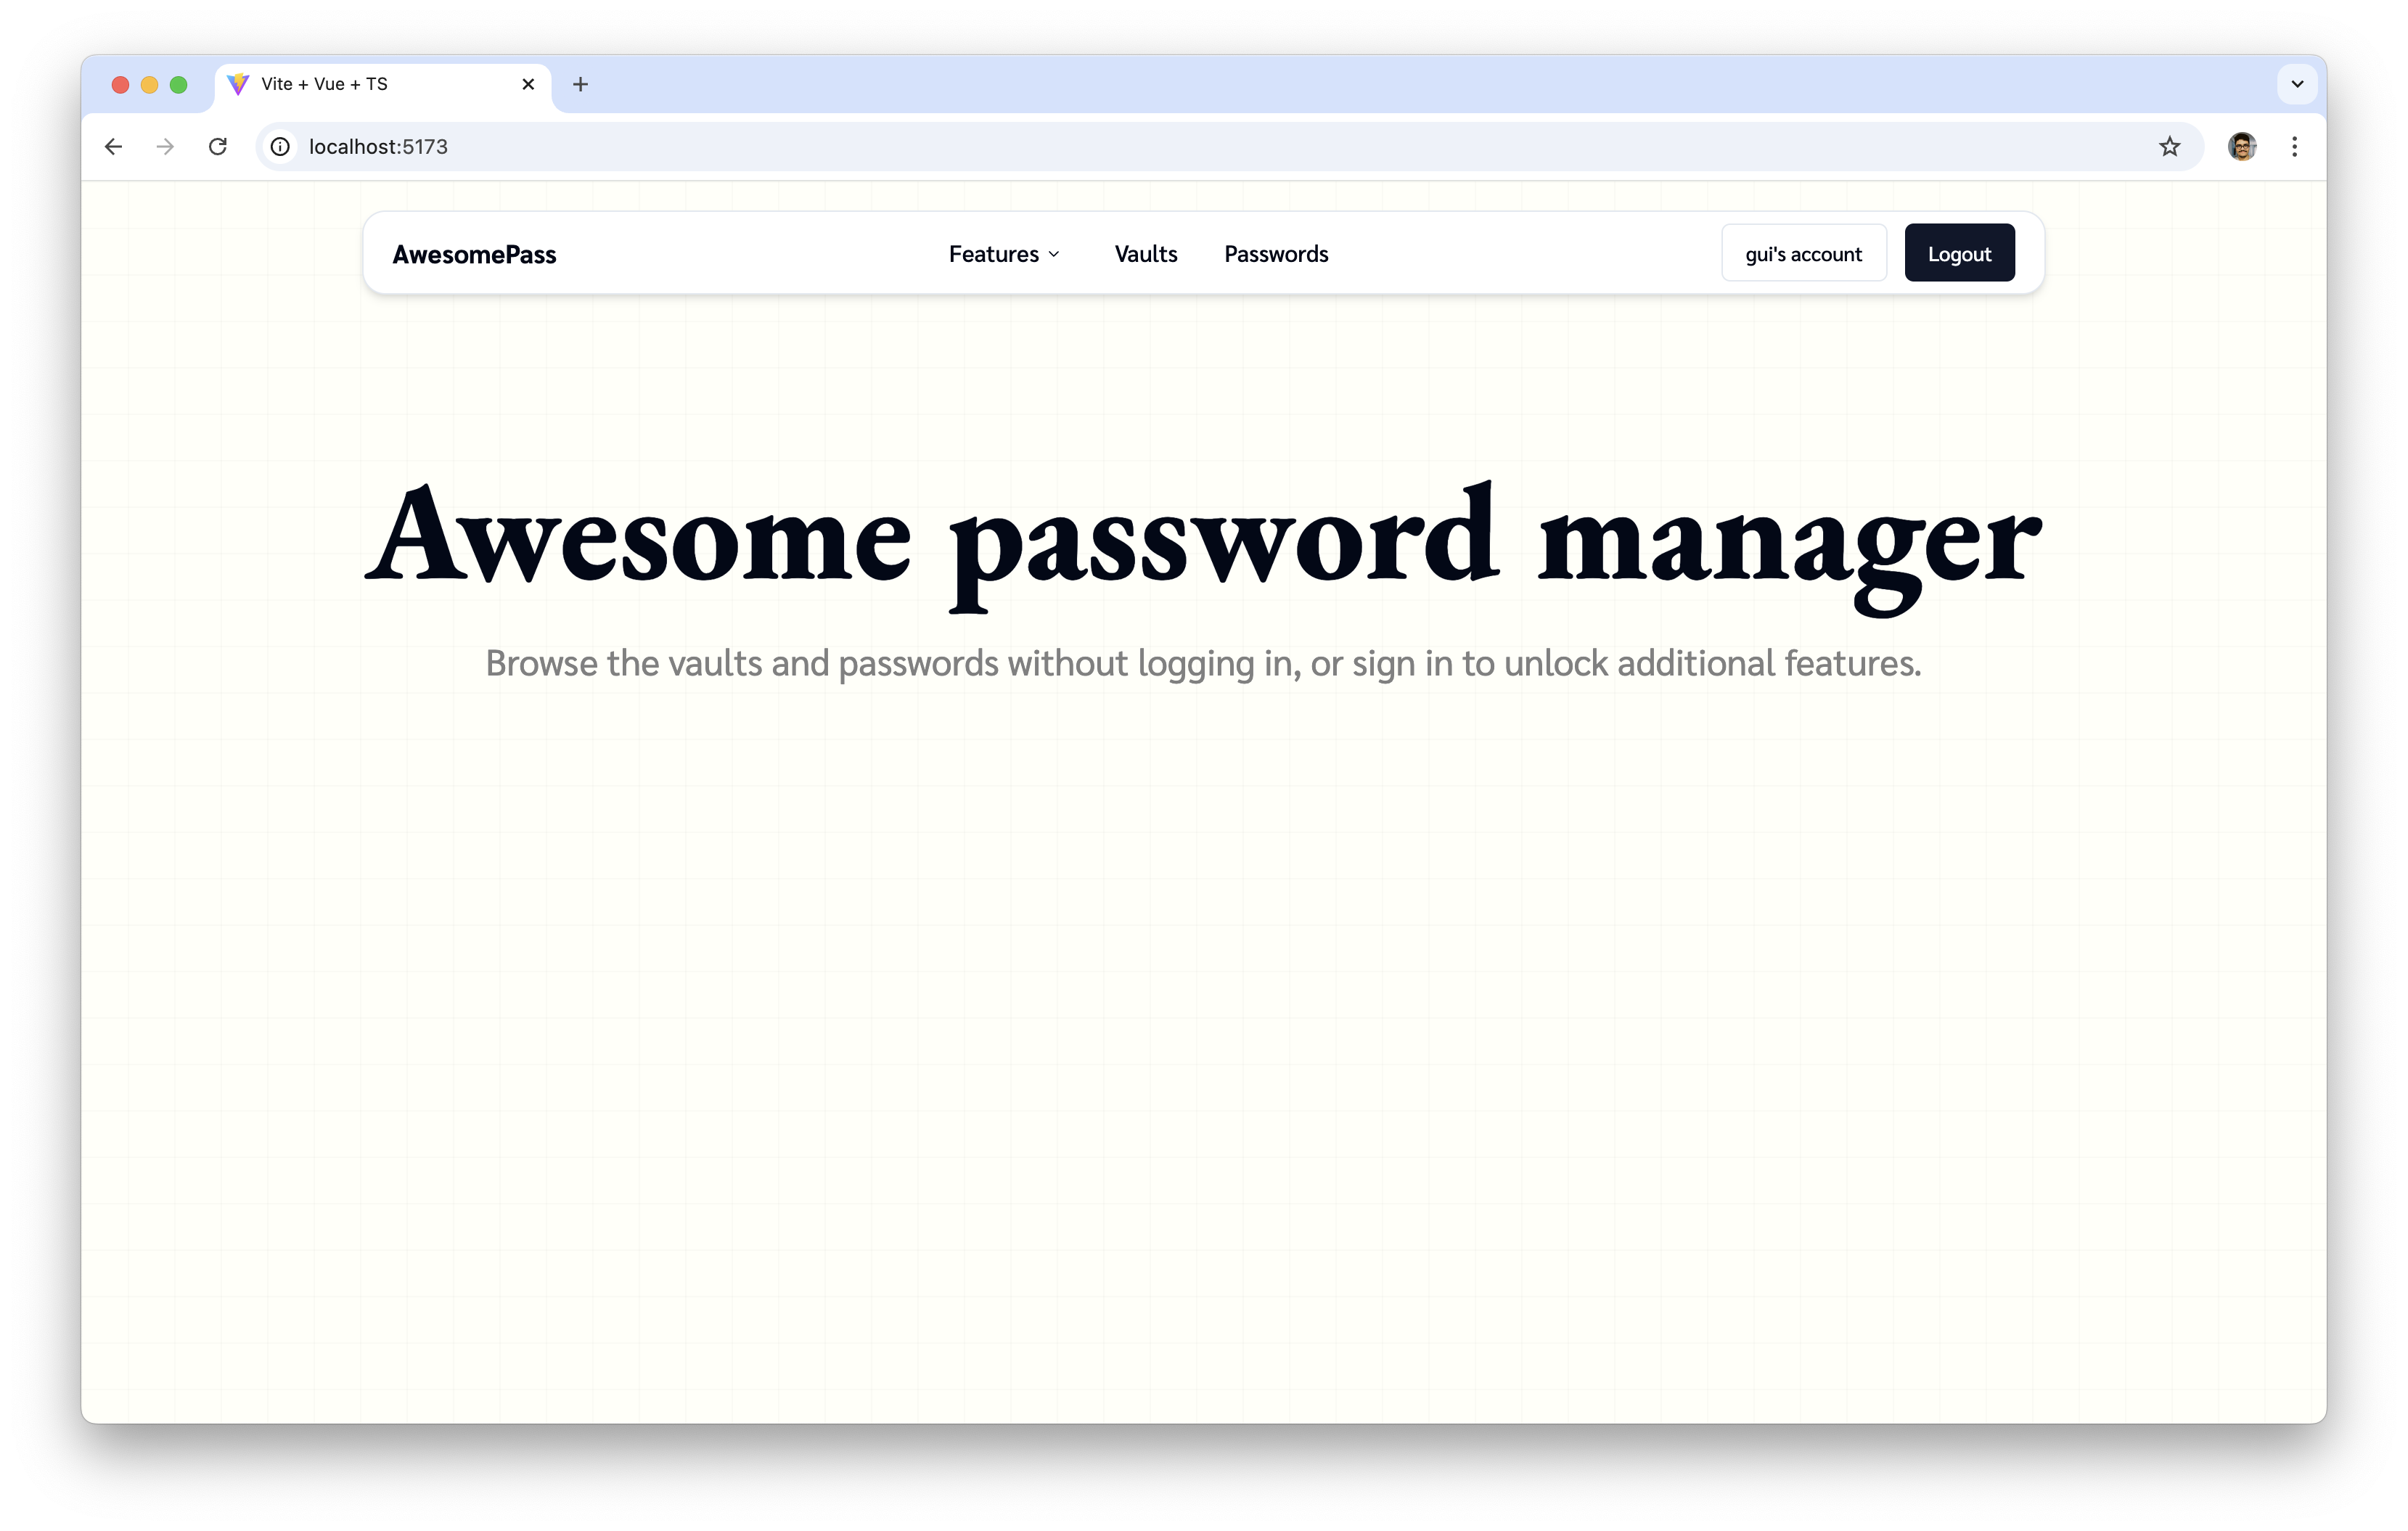 Vite + Vue + TS
localhost:5173
AwesomePass
Features
Vaults
Passwords
gui's account
Logout
Awesome password manager
Browse the vaults and passwords without logging in, or sign in to unlock additional features.